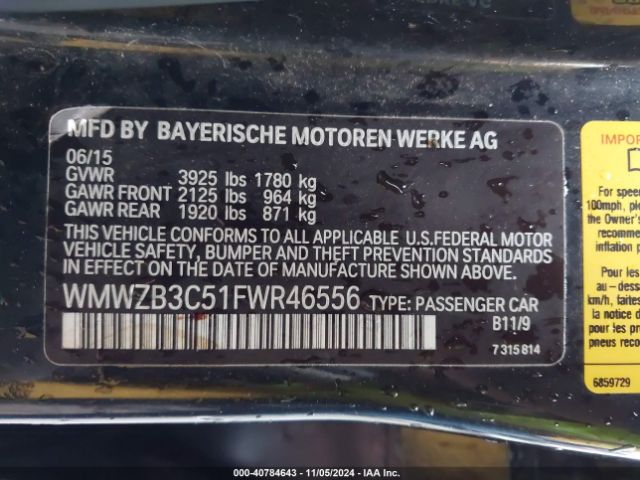 MFD BY BAYERISCHE MOTOREN WERKE AG
06/15
GVWR 3925 lbs 1780 kg
GAWR FRONT 2125 lbs 964 kg
GAWR REAR 1920 lbs 871 kg
THIS VEHICLE CONFORMS TO ALL APPLICABLE U.S.FEDERAL MOTOR
VEHICLE SAFETY, BUMPER AND THEFT PREVENTION STANDARDS
IN EFFECT ON THE DATE OF MANUFACTURE SHOWN ABOVE.
WMWZB3C51FWR46556 TYPE: PASSENGER CAR
B11/9
7 315 814
For speed
100mph, ple
the Owner's
recomme
inflation p
Pour les
au-dessu
km/h, faites
la notice d
pour les pr
pneus reco
6859729
000-40784643 - 11/05/2024 - IAA Inc.